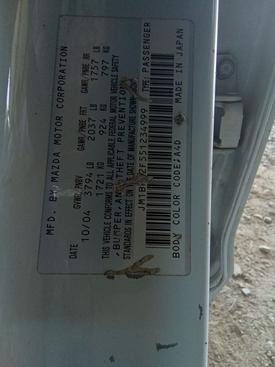 MFD. BY MAZDA MOTOR CORPORATION
DATE GVWR/PNBV GAWR/PNBE FRT GAWR/PNBE RR
10/04 3794 LB 2037 LB 1757 LB
1721 KG 924 KG 797 KG
THIS VEHICLE CONFORMS TO ALL APPLICABLE FEDERAL MOTOR VEHICLE SAFETY
, BUMPER, AND THEFT PREVENTION
STANDARDS IN EFFECT ON THE DATE OF MANUFACTURE SHOWN ABOVE.
TYPE: PASSENGER
BODY COLOR CODE:A4D
MADE IN JAPAN